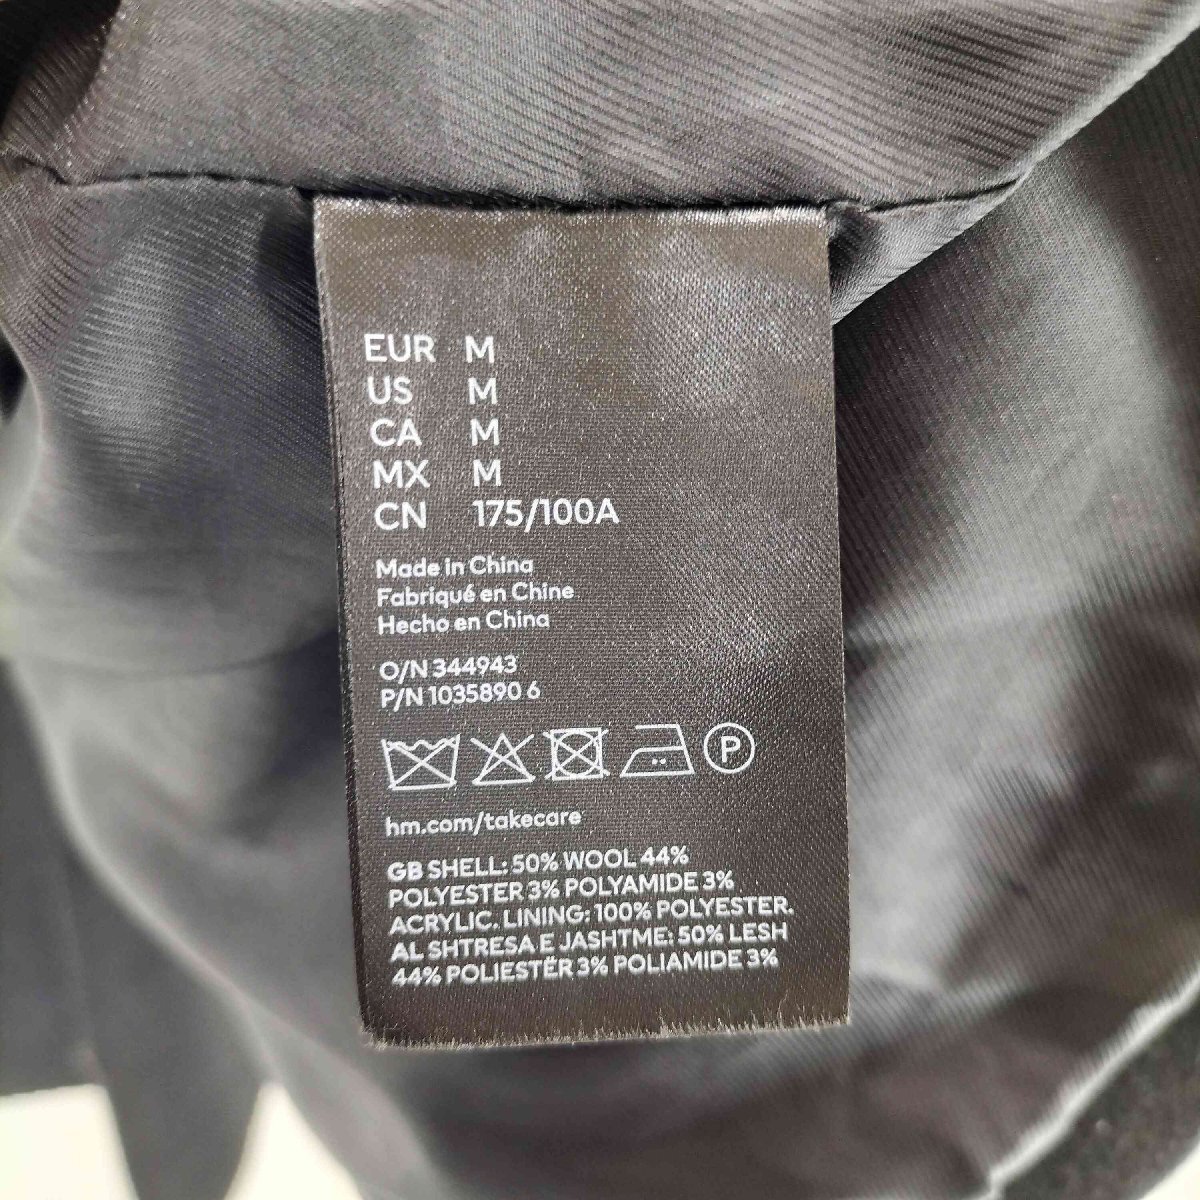 EUR M
US M
CA M
MX M
CN 175/100A
Made in China
Fabriqué en Chine
Hecho en China
O/N 344943
P/N 1035890 6
P
hm.com/takecare
GB SHELL: 50% WOOL 44%
POLYESTER 3% POLYAMIDE 3%
ACRYLIC. LINING: 100% POLYESTER.
AL SHTRESA E JASHTME: 50% LESH
44% POLIESTËR 3% POLIAMIDE 3%